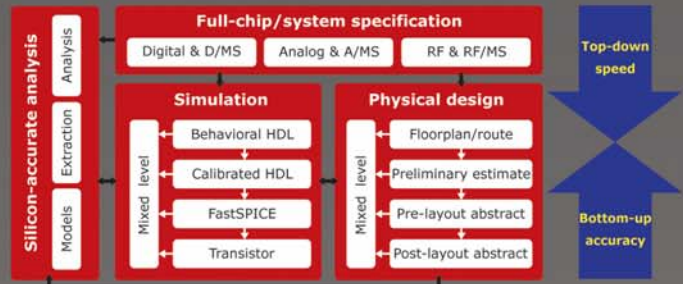 Full-chip/system specification
Digital & D/MS
Analog & A/MS
RF & RF/MS
Silicon-accurate analysis
Analysis
Extraction
Models
Simulation
Mixed level
Behavioral HDL
Calibrated HDL
FastSPICE
Transistor
Physical design
Mixed level
Floorplan/route
Preliminary estimate
Pre-layout abstract
Post-layout abstract
Top-down
speed
Bottom-up
accuracy